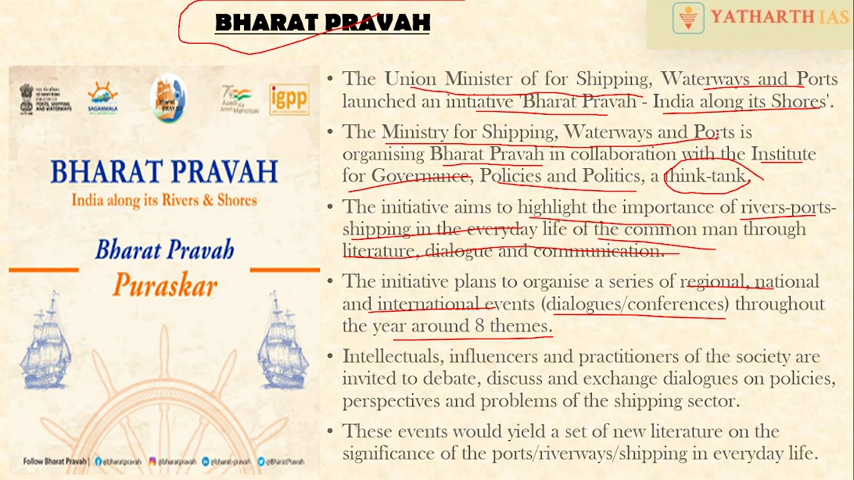 BHARAT PRAVAH
YATHARTH IAS
SAGARMALA
Azadi Ka
Amrit Mahotsav
igpp
BHARAT PRAVAH
India along its Rivers & Shores
Bharat Pravah
Puraskar
Follow Bharat Pravah | @bharatpravah @bharatpravah @bharat-pravah @BharatPravah
• The Union Minister of for Shipping, Waterways and Ports
launched an initiative 'Bharat Pravah - India along its Shores'.
• The Ministry for Shipping, Waterways and Ports is
organising Bharat Pravah in collaboration with the Institute
for Governance, Policies and Politics, a think-tank.
• The initiative aims to highlight the importance of rivers-ports-
shipping in the everyday life of the common man through
literature, dialogue and communication.
• The initiative plans to organise a series of regional, national
and international events (dialogues/conferences) throughout
the year around 8 themes.
• Intellectuals, influencers and practitioners of the society are
invited to debate, discuss and exchange dialogues on policies,
perspectives and problems of the shipping sector.
• These events would yield a set of new literature on the
significance of the ports/riverways/shipping in everyday life.